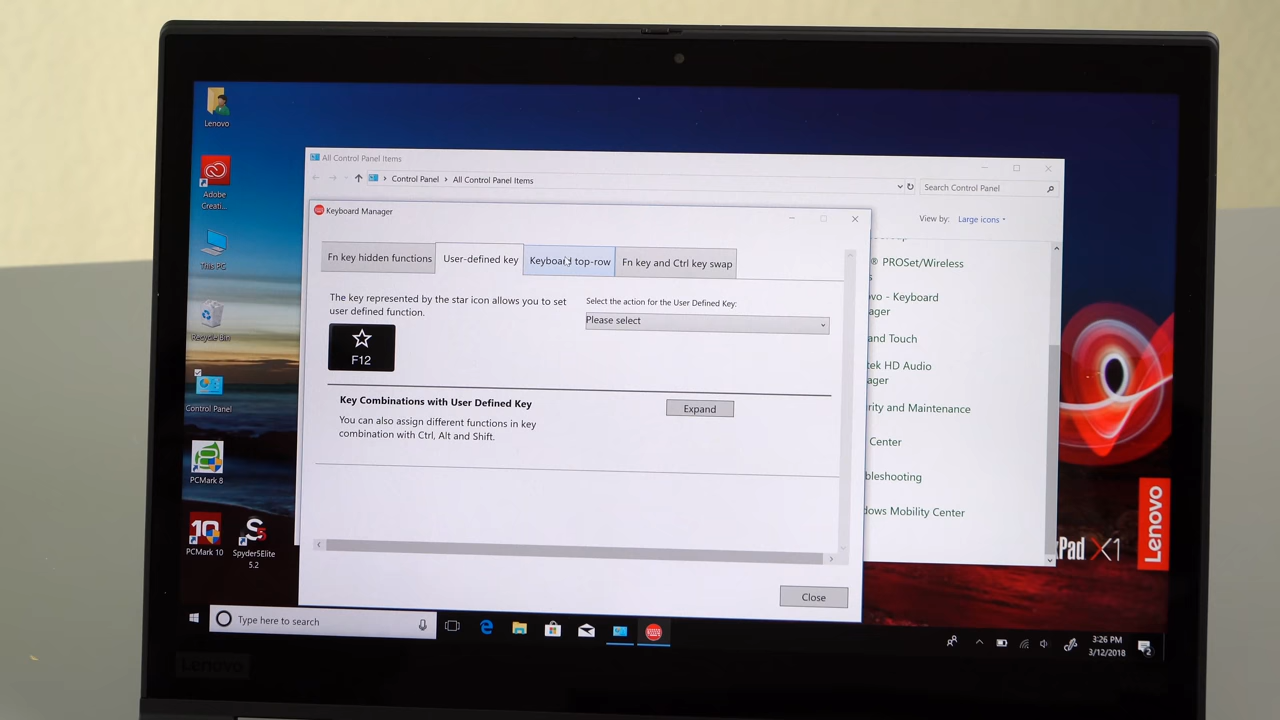 Lenovo
Adobe
Creati...
This PC
Recycle Bin
Control Panel
PCMark 8
PCMark 10
Spyder5Elite
5.2
All Control Panel Items
Control Panel > All Control Panel Items
Search Control Panel
View by: Large icons
® PROSet/Wireless
vo - Keyboard
ager
and Touch
tek HD Audio
ager
rity and Maintenance
Center
bleshooting
dows Mobility Center
Keyboard Manager
Fn key hidden functions
User-defined key
Keyboard top-row
Fn key and Ctrl key swap
The key represented by the star icon allows you to set
user defined function.
F12
Select the action for the User Defined Key:
Please select
Key Combinations with User Defined Key
Expand
You can also assign different functions in key
combination with Ctrl, Alt and Shift.
Close
Pad X1
Lenovo
Type here to search
3:26 PM
3/12/2018
2
Lenovo